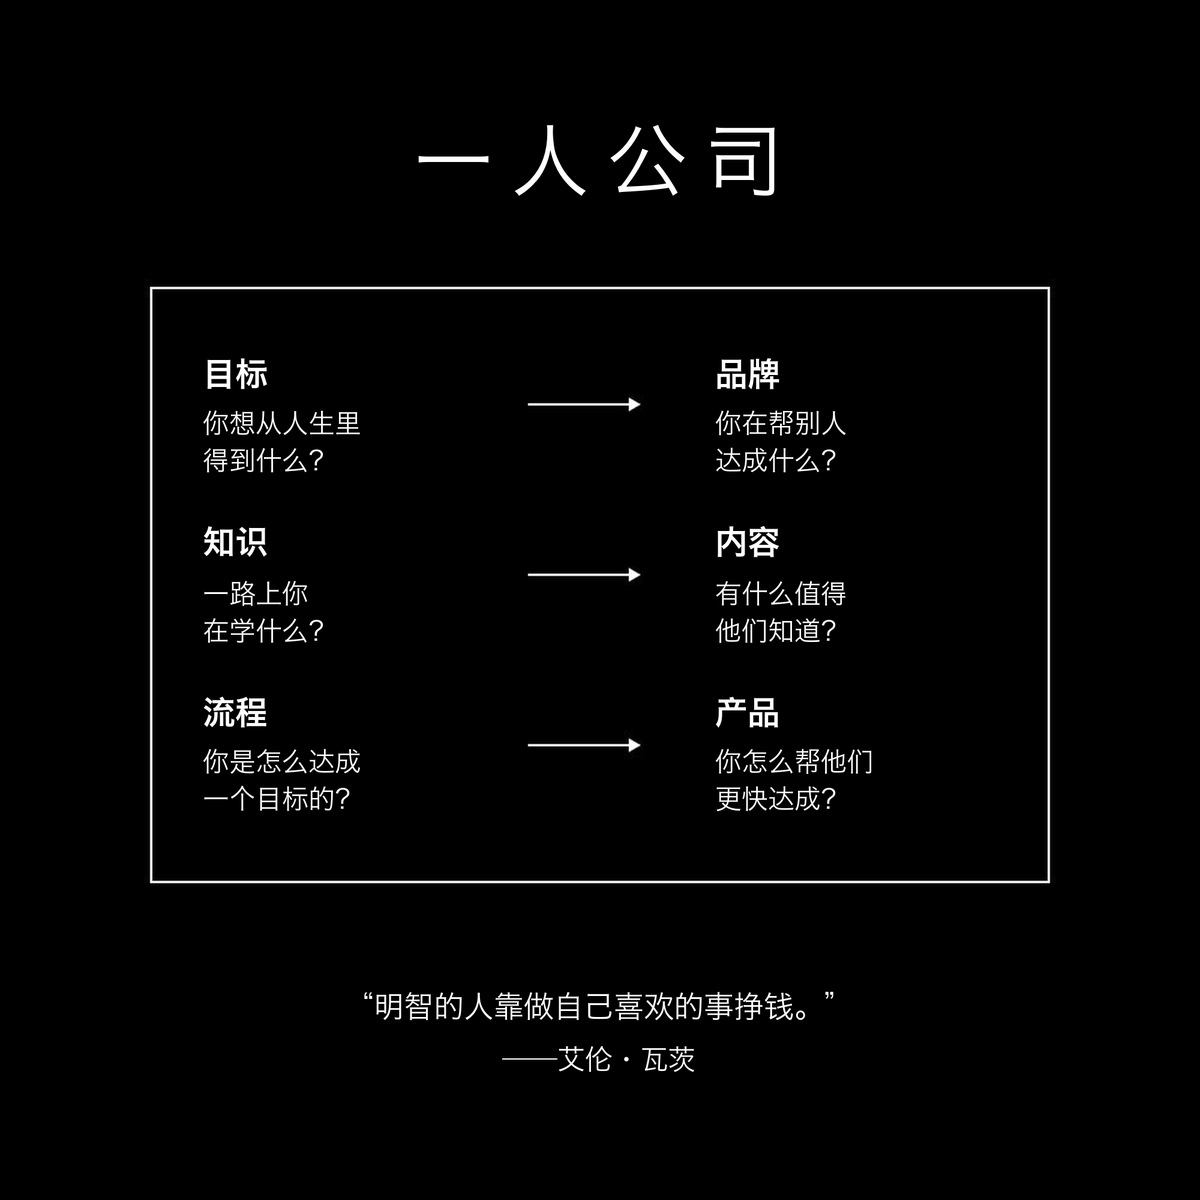 一人公司
目标
你想从人生里
得到什么?
品牌
你在帮别人
达成什么?
知识
一路上你
在学什么?
内容
有什么值得
他们知道?
流程
你是怎么达成
一个目标的?
产品
你怎么帮他们
更快达成?
“明智的人靠做自己喜欢的事挣钱。”
——艾伦·瓦茨